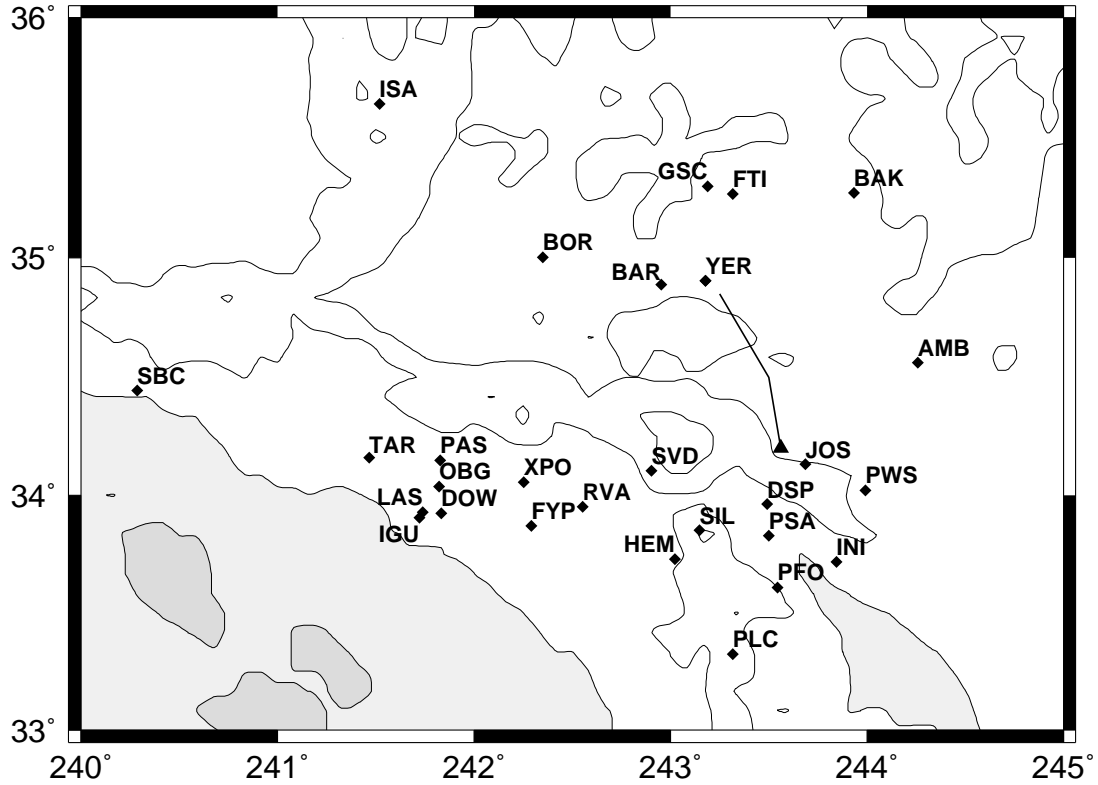 36°
ISA
GSC
FTI
BAK
BOR
35°
BAR
YER
AMB
SBC
TAR
PAS
JOS
SVD
XPO
PWS
OBG
RVA
DSP
LAS
DOW
34°
FYP
SIL
PSA
IGU
HEM
INI
PFO
PLC
33°
240
241
242
243
244
245